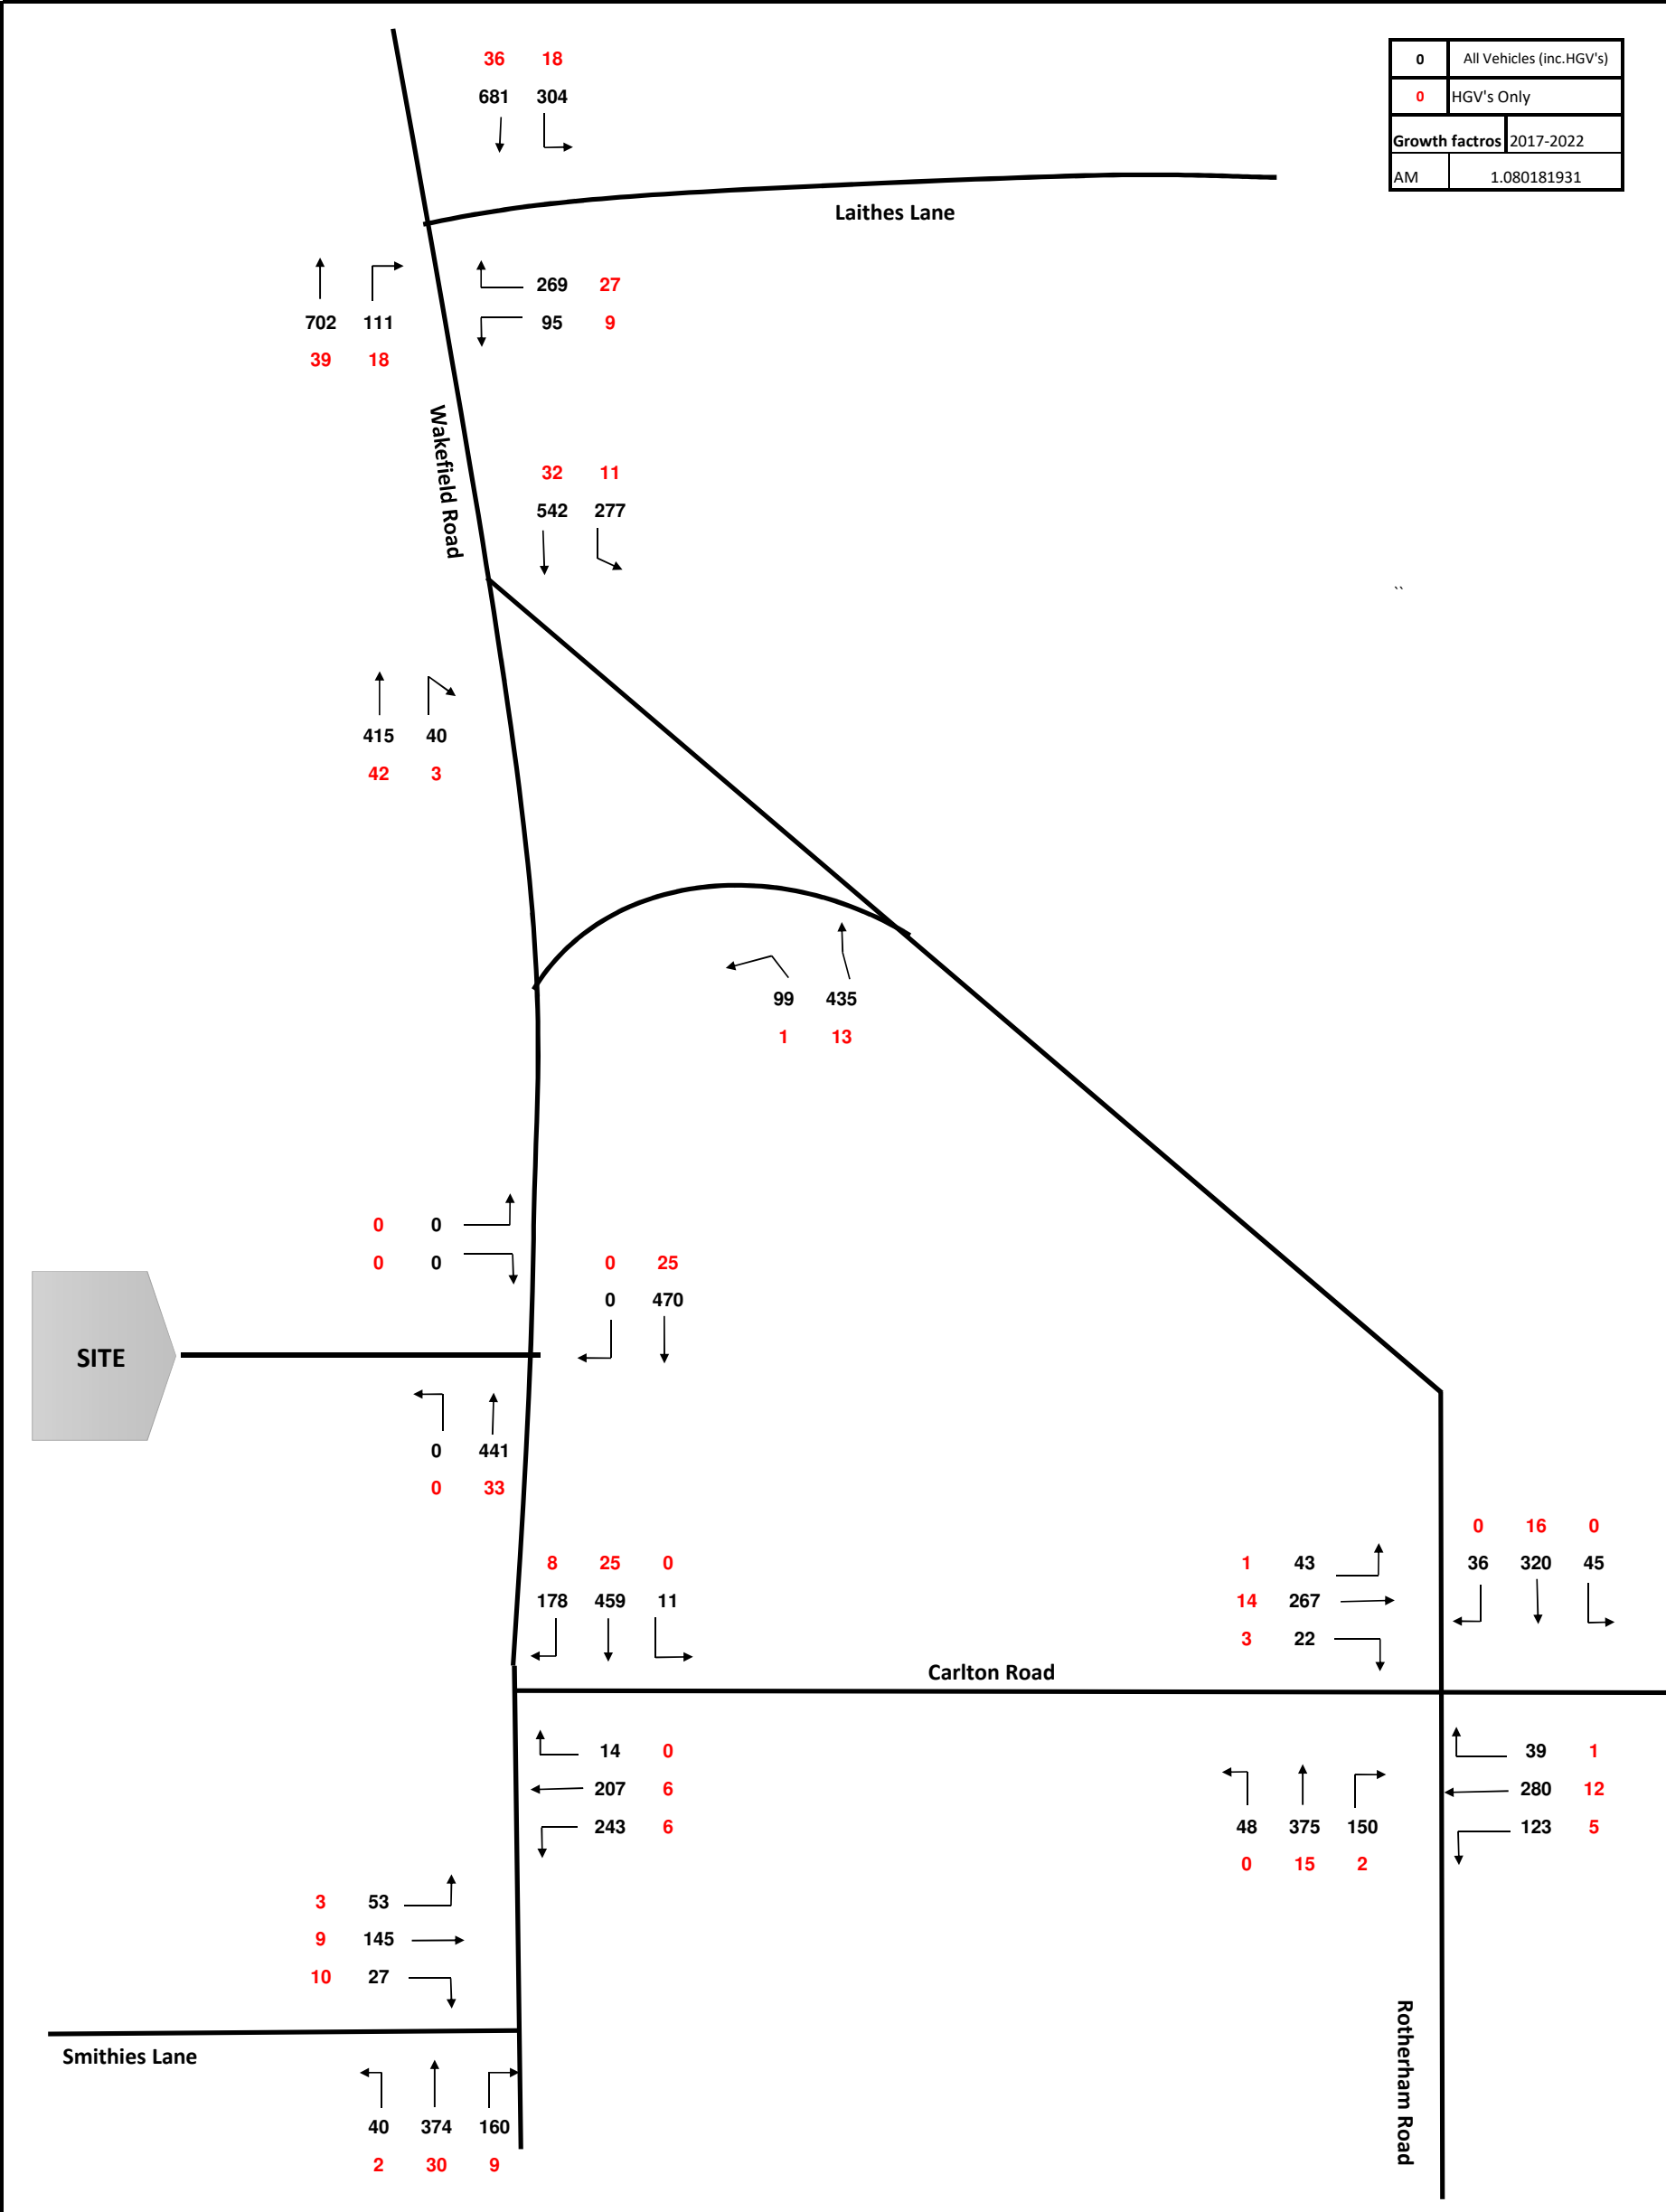 36 18
681 304
0 All Vehicles (inc.HGV's)
0 HGV's Only
Growth factros 2017-2022
AM 1.080181931
Laithes Lane
269 27
95 9
702 111
39 18
Wakefield Road
32 11
542 277
``
415 40
42 3
99 435
1 13
0 0
0 0
0 25
0 470
SITE
0 441
0 33
8 25 0
178 459 11
1 43
14 267
3 22
0 16 0
36 320 45
Carlton Road
14 0
207 6
243 6
48 375 150
0 15 2
39 1
280 12
123 5
3 53
9 145
10 27
Smithies Lane
40 374 160
2 30 9
Rotherham Road